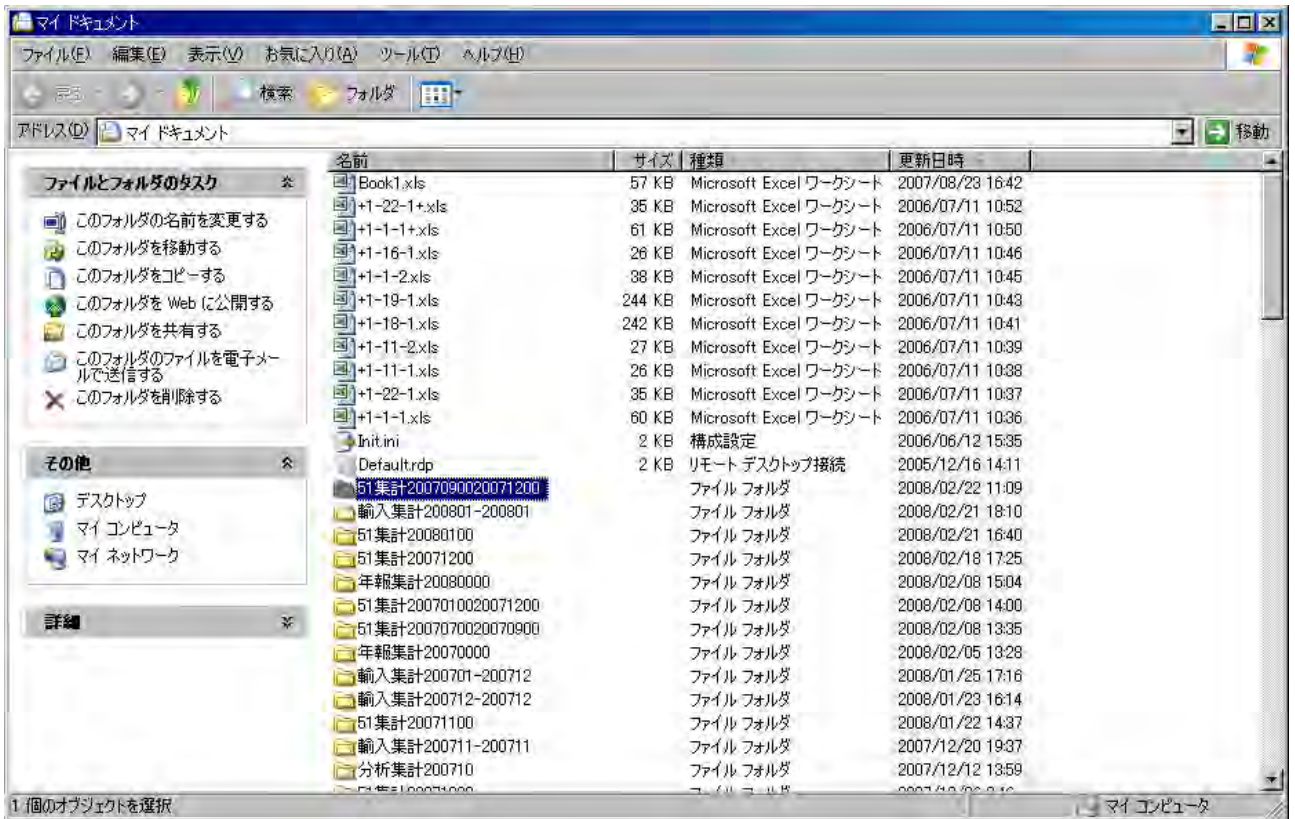 マイ ドキュメント
ファイル(F) 編集(E) 表示(V) お気に入り(A) ツール(T) ヘルプ(H)
戻る 検索 フォルダ
アドレス(D) マイ ドキュメント 移動
ファイルとフォルダのタスク
このフォルダの名前を変更する
このフォルダを移動する
このフォルダをコピーする
このフォルダを Web に公開する
このフォルダを共有する
このフォルダのファイルを電子メー
ルで送信する
このフォルダを削除する
その他
デスクトップ
マイ コンピュータ
マイ ネットワーク
詳細
名前 サイズ 種類 更新日時
Book1.xls 57 KB Microsoft Excel ワークシート 2007/08/23 16:42
+1-22-1+.xls 35 KB Microsoft Excel ワークシート 2006/07/11 10:52
+1-1-1+.xls 61 KB Microsoft Excel ワークシート 2006/07/11 10:50
+1-16-1.xls 26 KB Microsoft Excel ワークシート 2006/07/11 10:46
+1-1-2.xls 38 KB Microsoft Excel ワークシート 2006/07/11 10:45
+1-19-1.xls 244 KB Microsoft Excel ワークシート 2006/07/11 10:43
+1-18-1.xls 242 KB Microsoft Excel ワークシート 2006/07/11 10:41
+1-11-2.xls 27 KB Microsoft Excel ワークシート 2006/07/11 10:39
+1-11-1.xls 26 KB Microsoft Excel ワークシート 2006/07/11 10:38
+1-22-1.xls 35 KB Microsoft Excel ワークシート 2006/07/11 10:37
+1-1-1.xls 60 KB Microsoft Excel ワークシート 2006/07/11 10:36
Init.ini 2 KB 構成設定 2006/06/12 15:35
Default.rdp 2 KB リモート デスクトップ接続 2005/12/16 14:11
51集計2007090020071200 ファイル フォルダ 2008/02/22 11:09
輸入集計200801-200801 ファイル フォルダ 2008/02/21 18:10
51集計20080100 ファイル フォルダ 2008/02/21 16:40
51集計20071200 ファイル フォルダ 2008/02/18 17:25
年報集計20080000 ファイル フォルダ 2008/02/08 15:04
51集計2007010020071200 ファイル フォルダ 2008/02/08 14:00
51集計2007070020070900 ファイル フォルダ 2008/02/08 13:35
年報集計20070000 ファイル フォルダ 2008/02/05 13:28
輸入集計200701-200712 ファイル フォルダ 2008/01/25 17:16
輸入集計200712-200712 ファイル フォルダ 2008/01/23 16:14
51集計20071100 ファイル フォルダ 2008/01/22 14:37
輸入集計200711-200711 ファイル フォルダ 2007/12/20 19:37
分析集計200710 ファイル フォルダ 2007/12/12 13:59
1 個のオブジェクトを選択 マイ コンピュータ